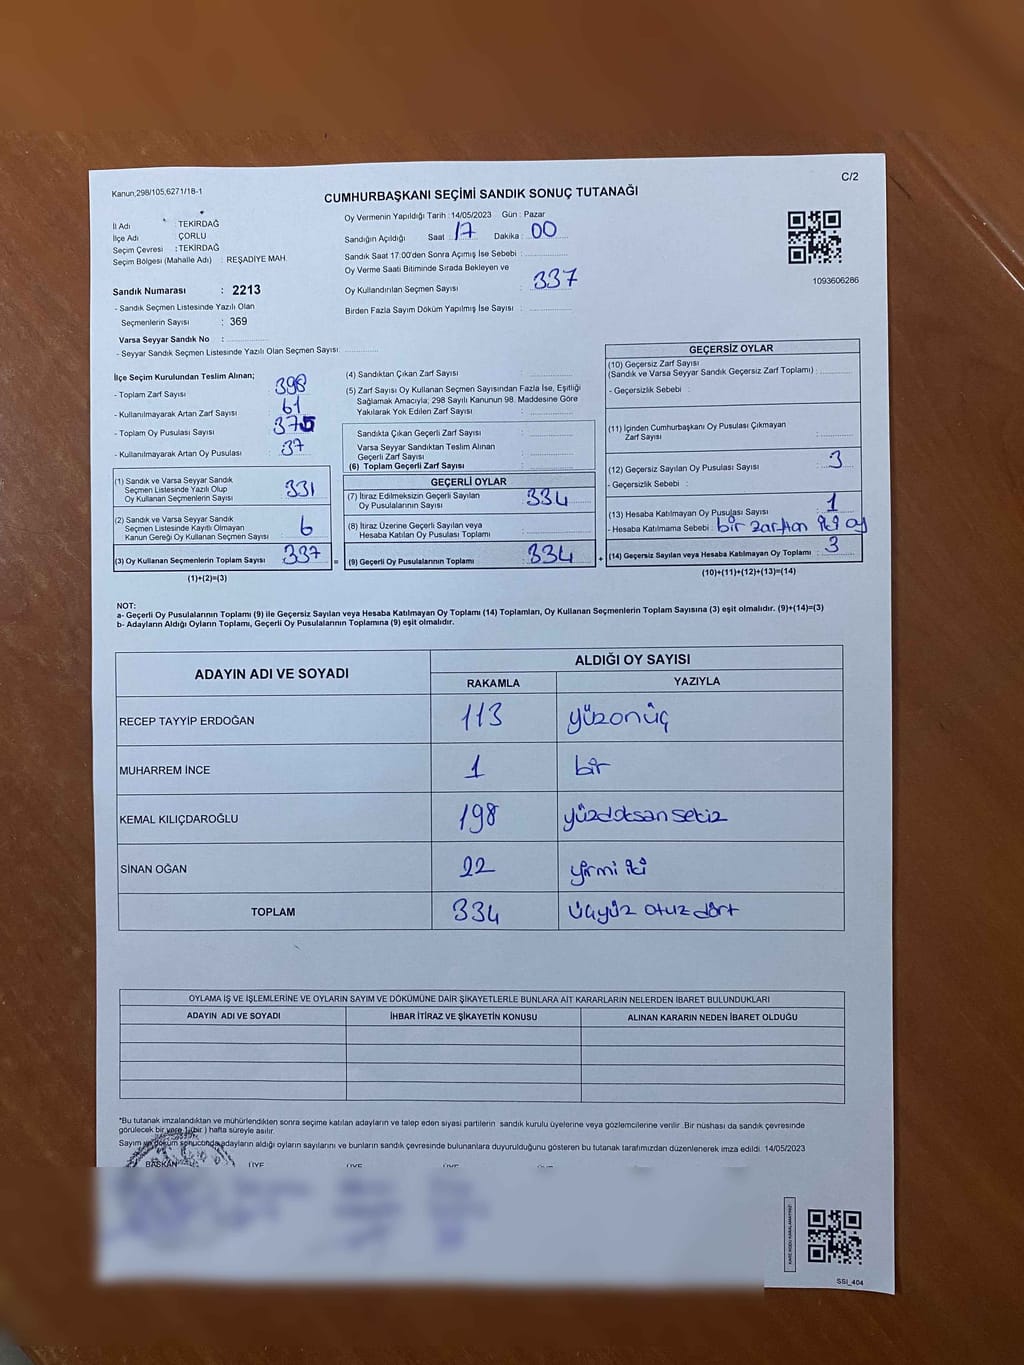 Kanun,298/105,6271/18-1
C/2
CUMHURBAŞKANI SEÇİMİ SANDIK SONUÇ TUTANAĞI
İl Adı : TEKİRDAĞ
İlçe Adı : ÇORLU
Seçim Çevresi : TEKİRDAĞ
Seçim Bölgesi (Mahalle Adı) : REŞADİYE MAH.
Sandık Numarası : 2213
- Sandık Seçmen Listesinde Yazılı Olan
Seçmenlerin Sayısı : 369
Varsa Seyyar Sandık No :
- Seyyar Sandık Seçmen Listesinde Yazılı Olan Seçmen Sayısı:
Oy Vermenin Yapıldığı Tarih : 14/05/2023 Gün : Pazar
Sandığın Açıldığı Saat : 17 Dakika : 00
Sandık Saat 17:00'den Sonra Açımış İse Sebebi :
Oy Verme Saati Bitiminde Sırada Bekleyen ve
Oy Kullandırılan Seçmen Sayısı : 337
Birden Fazla Sayım Döküm Yapılmış İse Sayısı :
1093606286
İlçe Seçim Kurulundan Teslim Alınan;
- Toplam Zarf Sayısı : 398
- Kullanılmayarak Artan Zarf Sayısı : 61
- Toplam Oy Pusulası Sayısı : 375
- Kullanılmayarak Artan Oy Pusulası : 37
(1) Sandık ve Varsa Seyyar Sandık
Seçmen Listesinde Yazılı Olup
Oy Kullanan Seçmenlerin Sayısı : 331
(2) Sandık ve Varsa Seyyar Sandık
Seçmen Listesinde Kayıtlı Olmayan
Kanun Gereği Oy Kullanan Seçmen Sayısı : 6
(3) Oy Kullanan Seçmenlerin Toplam Sayısı : 337
(1)+(2)=(3)
(4) Sandıktan Çıkan Zarf Sayısı :
(5) Zarf Sayısı Oy Kullanan Seçmen Sayısından Fazla İse, Eşitliği
Sağlamak Amacıyla; 298 Sayılı Kanunun 98. Maddesine Göre
Yakılarak Yok Edilen Zarf Sayısı :
Sandıkta Çıkan Geçerli Zarf Sayısı :
Varsa Seyyar Sandıktan Teslim Alınan
Geçerli Zarf Sayısı :
(6) Toplam Geçerli Zarf Sayısı :
GEÇERLİ OYLAR
(7) İtiraz Edilmeksizin Geçerli Sayılan
Oy Pusulasının Sayısı : 334
(8) İtiraz Üzerine Geçerli Sayılan veya
Hesaba Katılan Oy Pusulası Toplamı :
= (9) Geçerli Oy Pusulalarının Toplamı : 334 +
GEÇERSİZ OYLAR
(10) Geçersiz Zarf Sayısı
(Sandık ve Varsa Seyyar Sandık Geçersiz Zarf Toplamı) :
- Geçersizlik Sebebi :
(11) İçinden Cumhurbaşkanı Oy Pusulası Çıkmayan
Zarf Sayısı :
(12) Geçersiz Sayılan Oy Pusulası Sayısı : 3
- Geçersizlik Sebebi :
(13) Hesaba Katılmayan Oy Pusulası Sayısı : 1
- Hesaba Katılmama Sebebi : bir zarftan iki oy
(14) Geçersiz Sayılan veya Hesaba Katılmayan Oy Toplamı : 3
(10)+(11)+(12)+(13)=(14)
NOT:
a- Geçerli Oy Pusulalarının Toplamı (9) ile Geçersiz Sayılan veya Hesaba Katılmayan Oy Toplamı (14) Toplamları, Oy Kullanan Seçmenlerin Toplam Sayısına (3) eşit olmalıdır. (9)+(14)=(3)
b- Adayların Aldığı Oyların Toplamı, Geçerli Oy Pusulalarının Toplamına (9) eşit olmalıdır.
ADAYIN ADI VE SOYADI
ALDIĞI OY SAYISI
RAKAMLA YAZIYLA
RECEP TAYYİP ERDOĞAN 113 yüzonüç
MUHARREM İNCE 1 bir
KEMAL KILIÇDAROĞLU 198 yüzdoksan sekiz
SİNAN OĞAN 22 yirmi iki
TOPLAM 334 üçyüz otuz dört
OYLAMA İŞ VE İŞLEMLERİNE VE OYLARIN SAYIM VE DÖKÜMÜNE DAİR ŞİKAYETLERLE BUNLARA AİT KARARLARIN NELERDEN İBARET BULUNDUKLARI
ADAYIN ADI VE SOYADI İHBAR İTİRAZ VE ŞİKAYETİN KONUSU ALINAN KARARIN NEDEN İBARET OLDUĞU
*Bu tutanak imzalandıktan ve mühürlendikten sonra seçime katılan adayların ve talep eden siyasi partilerin sandık kurulu üyelerine veya gözlemcilerine verilir. Bir nüshası da sandık çevresinde
görülecek bir yere 1 (bir ) hafta süreyle asılır.
Sayım ve döküm sonucunda adayların aldığı oyların sayılarını ve bunların sandık çevresinde bulunanlara duyurulduğunu gösteren bu tutanak tarafımızdan düzenlenerek imza edildi. 14/05/2023
BAŞKAN ÜYE ÜYE ÜYE ÜYE
SSI_404